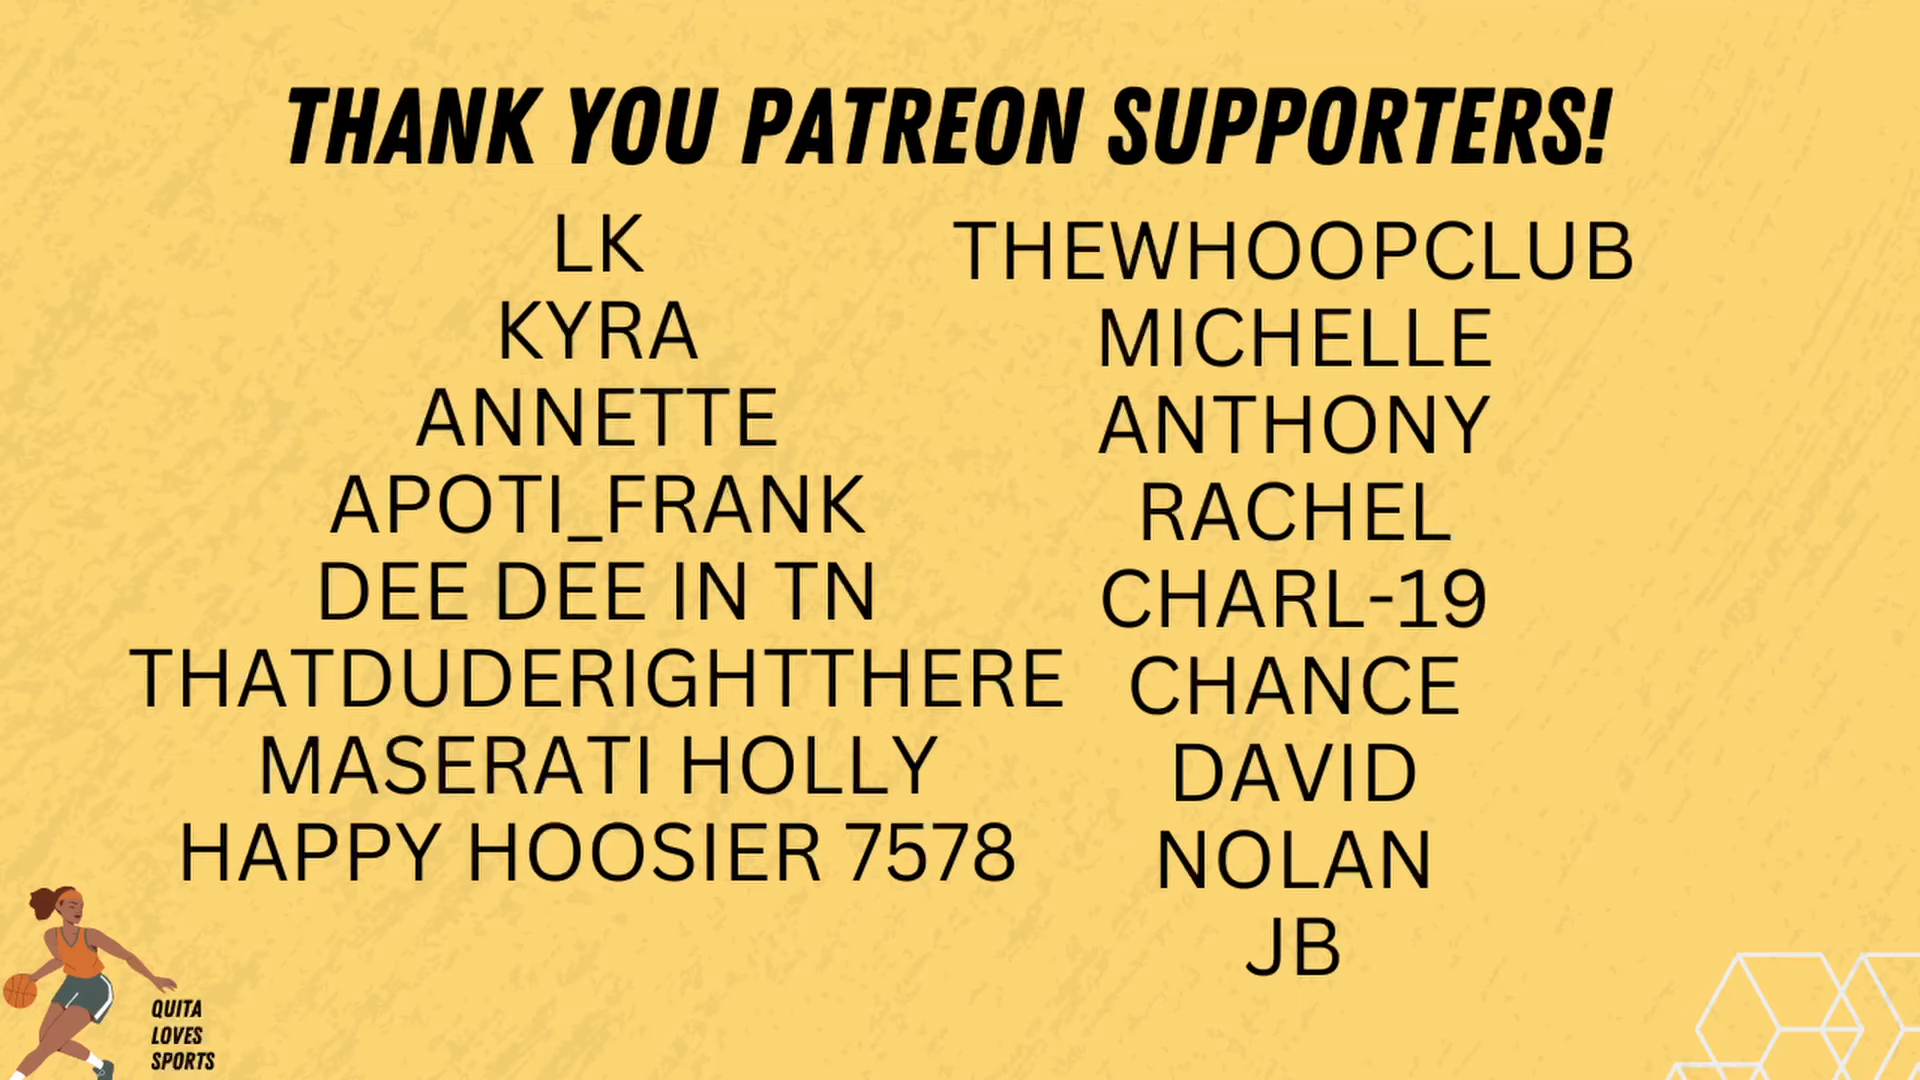 THANK YOU PATREON SUPPORTERS!
LK
KYRA
ANNETTE
APOTI_FRANK
DEE DEE IN TN
THATDUDERIGHTTHERE
MASERATI HOLLY
HAPPY HOOSIER 7578
THEWHOOPCLUB
MICHELLE
ANTHONY
RACHEL
CHARL-19
CHANCE
DAVID
NOLAN
JB
QUITA
LOVES
SPORTS